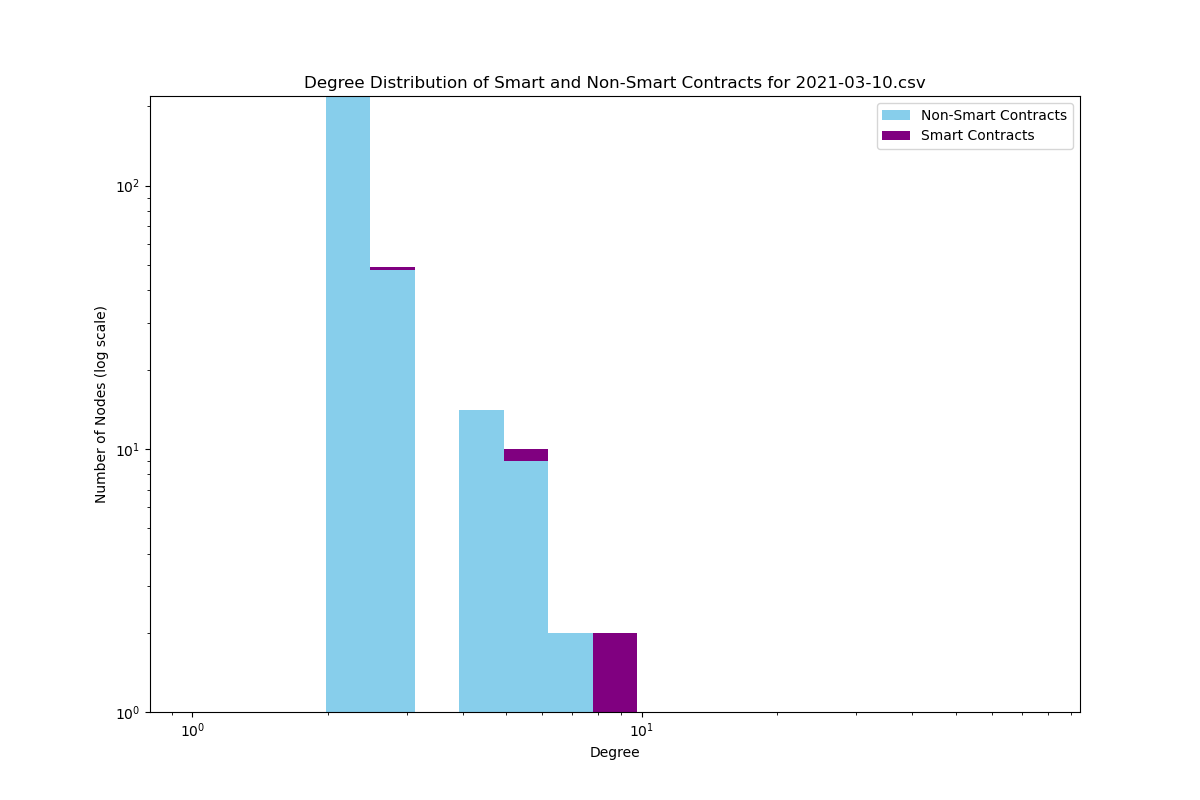 Degree Distribution of Smart and Non-Smart Contracts for 2021-03-10.csv
Non-Smart Contracts
Smart Contracts
Number of Nodes (log scale)
10²
10¹
10⁰
10⁰ 10¹
Degree